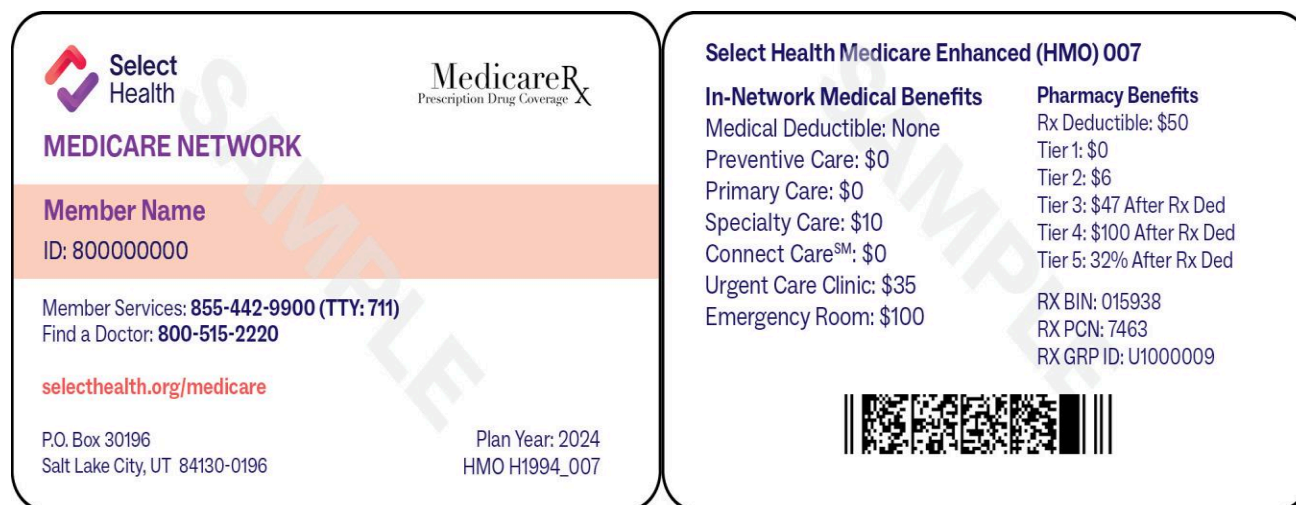 Select
Health
MedicareRx
Prescription Drug Coverage
MEDICARE NETWORK
Member Name
ID: 800000000
Member Services: 855-442-9900 (TTY: 711)
Find a Doctor: 800-515-2220
selecthealth.org/medicare
P.O. Box 30196
Salt Lake City, UT 84130-0196
Plan Year: 2024
HMO H1994_007
SAMPLE
Select Health Medicare Enhanced (HMO) 007
In-Network Medical Benefits
Medical Deductible: None
Preventive Care: $0
Primary Care: $0
Specialty Care: $10
Connect Care℠: $0
Urgent Care Clinic: $35
Emergency Room: $100
Pharmacy Benefits
Rx Deductible: $50
Tier 1: $0
Tier 2: $6
Tier 3: $47 After Rx Ded
Tier 4: $100 After Rx Ded
Tier 5: 32% After Rx Ded
RX BIN: 015938
RX PCN: 7463
RX GRP ID: U1000009
SAMPLE